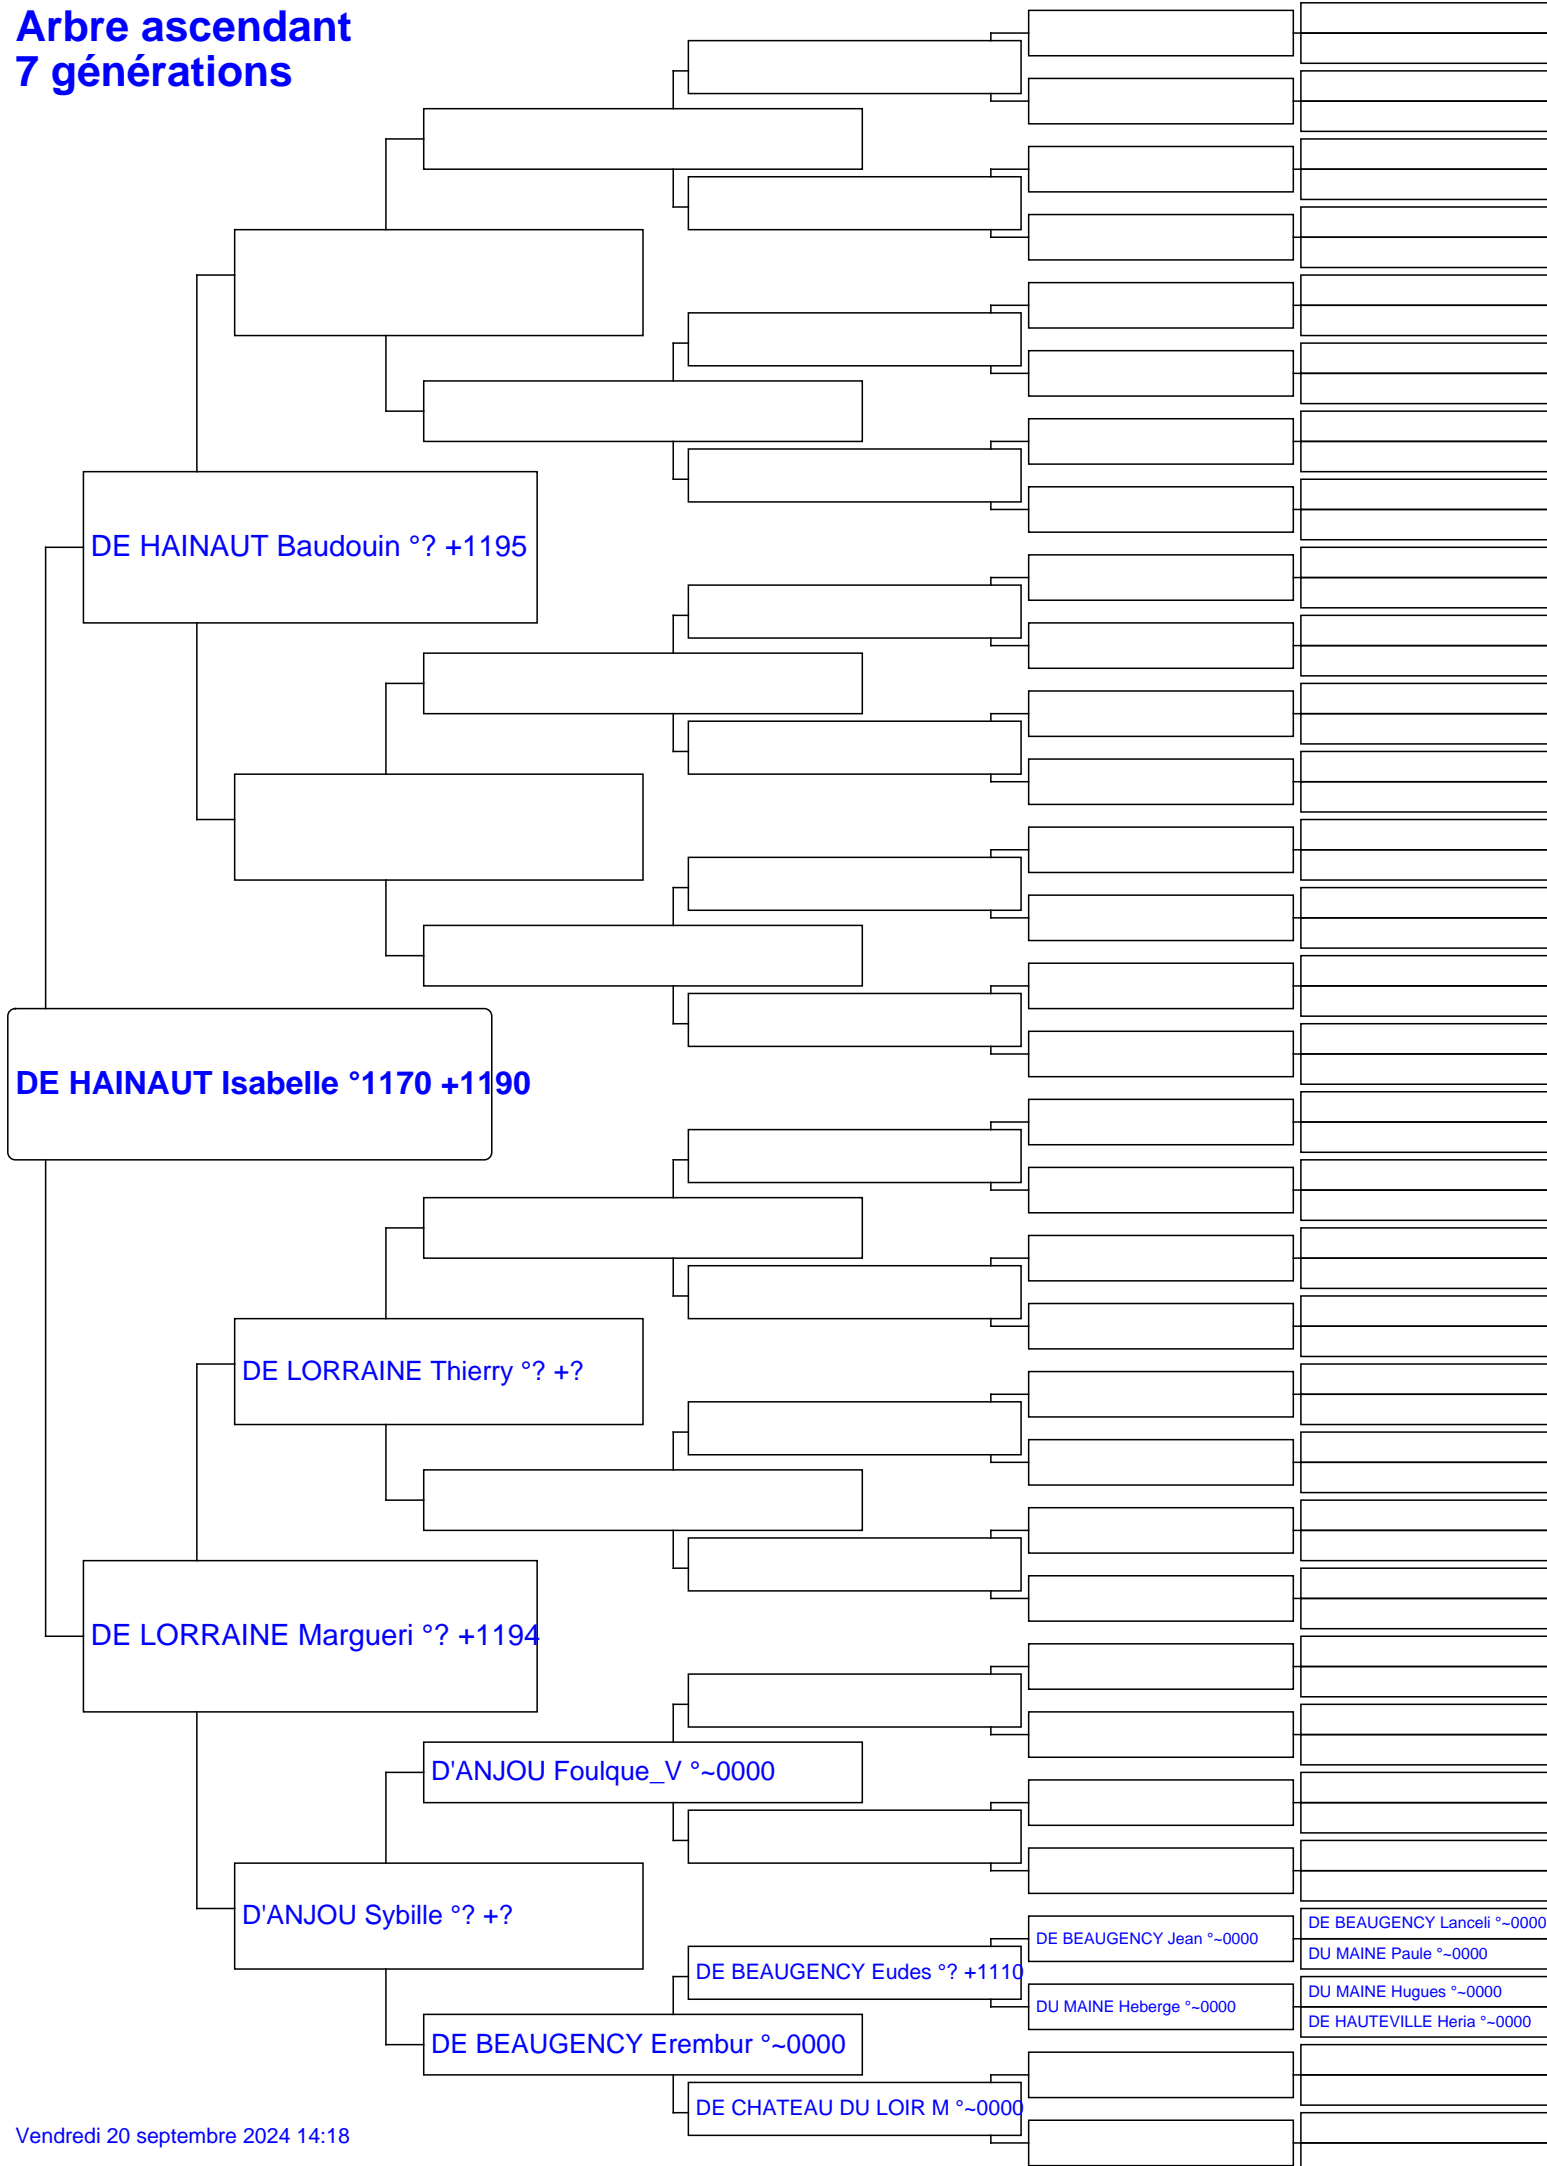 Arbre ascendant
7 générations
DE HAINAUT Baudouin °? +1195
DE HAINAUT Isabelle °1170 +1190
DE LORRAINE Thierry °? +?
DE LORRAINE Margueri °? +1194
D'ANJOU Foulque_V °~0000
D'ANJOU Sybille °? +?
DE BEAUGENCY Lanceli °~0000
DE BEAUGENCY Jean °~0000
DU MAINE Paule °~0000
DE BEAUGENCY Eudes °? +1110
DU MAINE Hugues °~0000
DU MAINE Heberge °~0000
DE HAUTEVILLE Heria °~0000
DE BEAUGENCY Erembur °~0000
DE CHATEAU DU LOIR M °~0000
Vendredi 20 septembre 2024 14:18